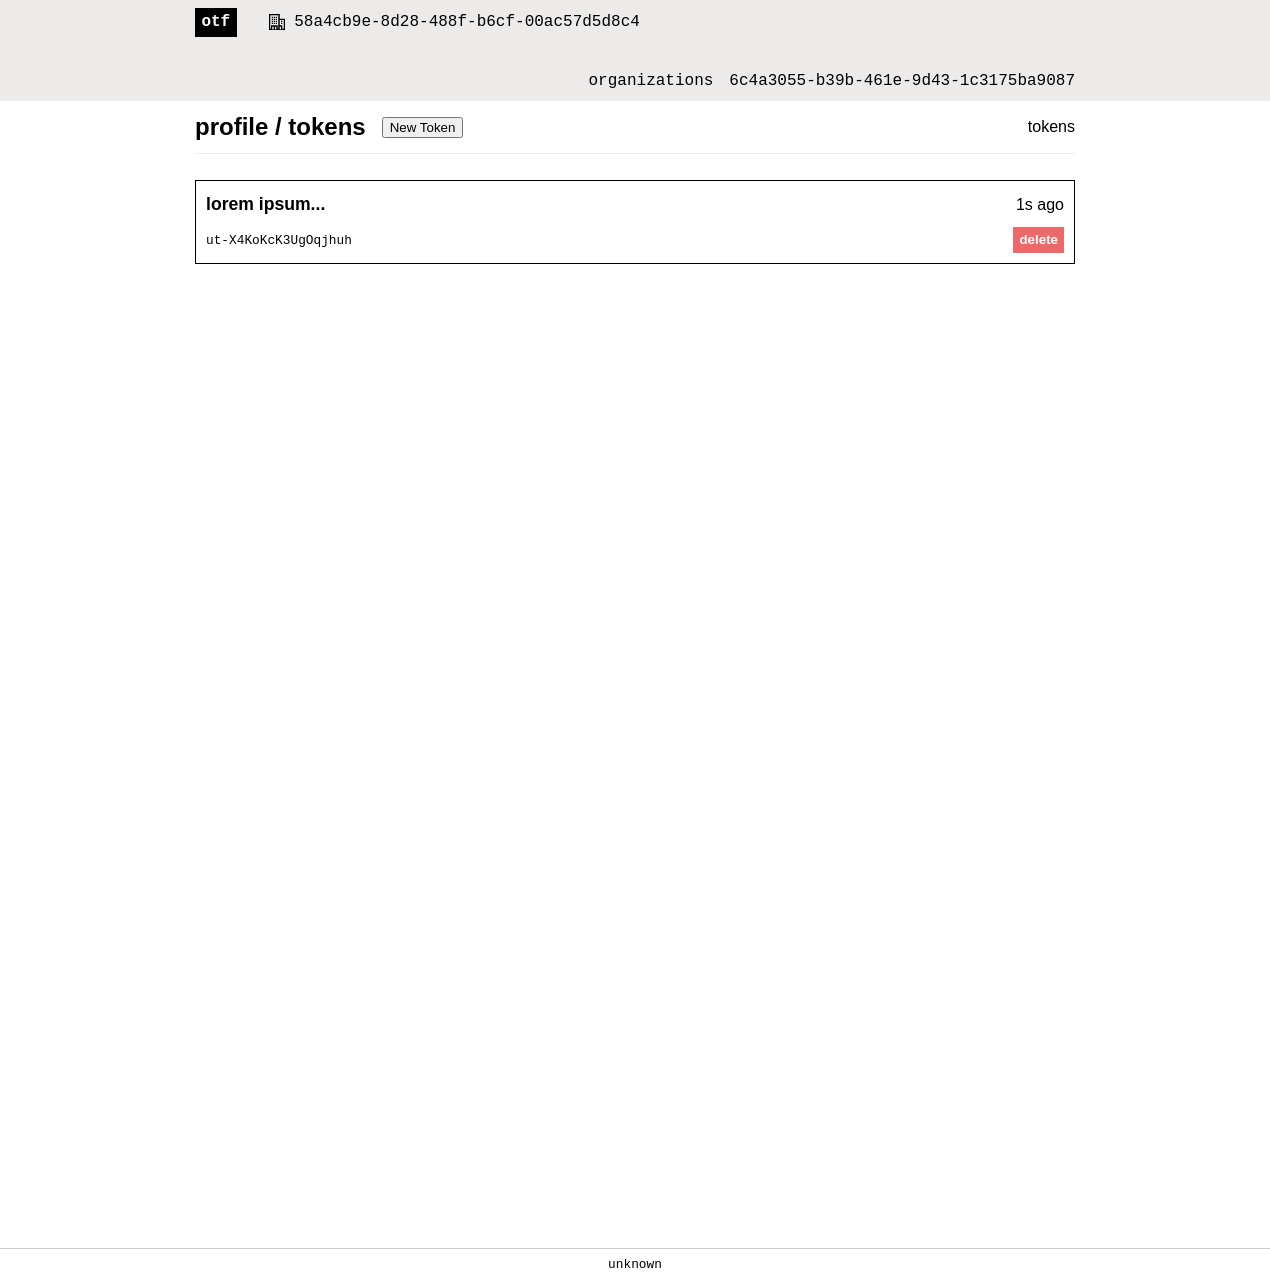 otf 58a4cb9e-8d28-488f-b6cf-00ac57d5d8c4
organizations 6c4a3055-b39b-461e-9d43-1c3175ba9087
profile / tokens New Token tokens
lorem ipsum... 1s ago
ut-X4KoKcK3UgOqjhuh delete
unknown